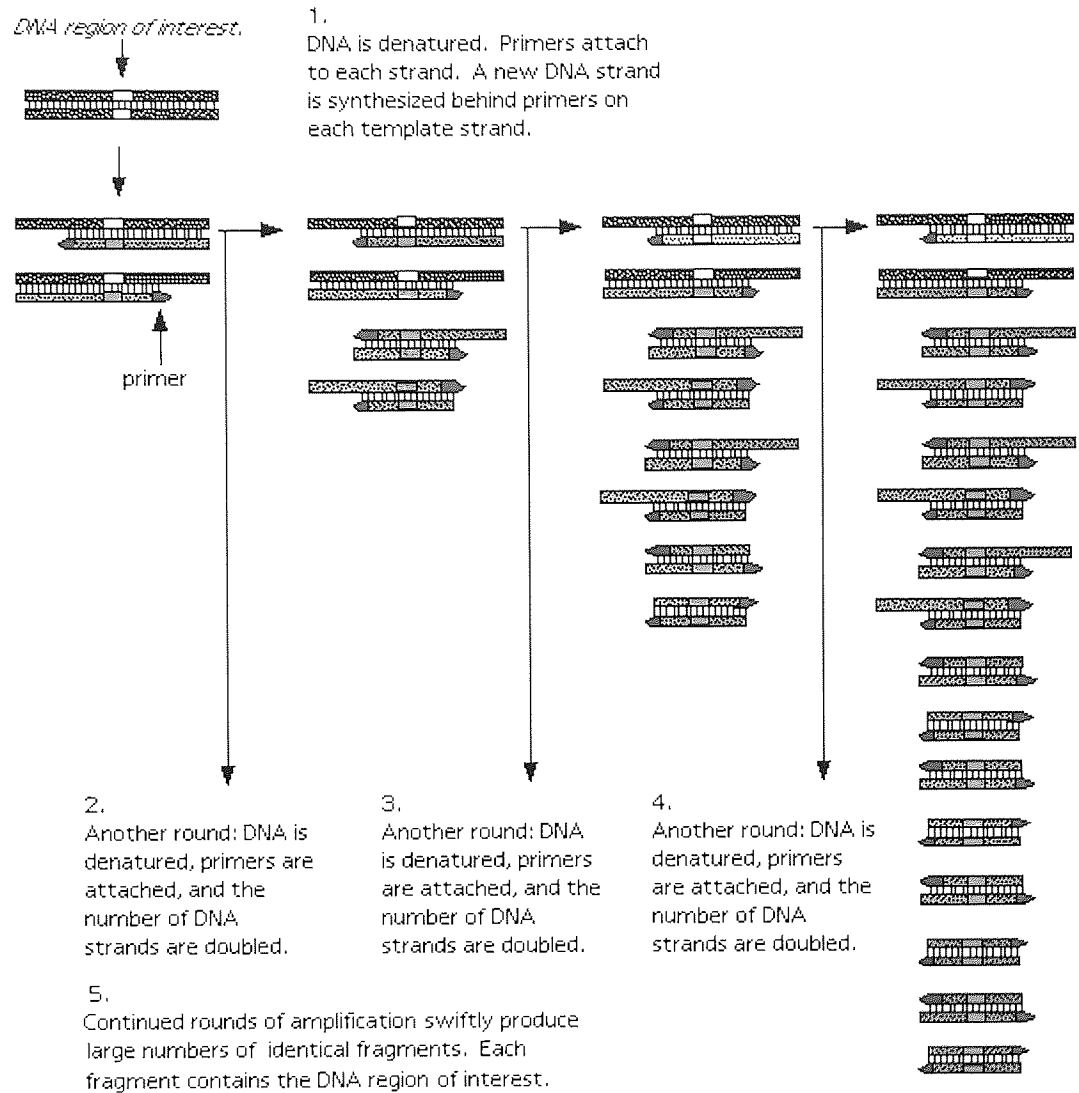 DNA region of interest.
1.
DNA is denatured. Primers attach
to each strand. A new DNA strand
is synthesized behind primers on
each template strand.
primer
2.
Another round: DNA is
denatured, primers are
attached, and the
number of DNA
strands are doubled.
3.
Another round: DNA
is denatured, primers
are attached, and the
number of DNA
strands are doubled.
4.
Another round: DNA is
denatured, primers
are attached, and the
number of DNA
strands are doubled.
5.
Continued rounds of amplification swiftly produce
large numbers of identical fragments. Each
fragment contains the DNA region of interest.